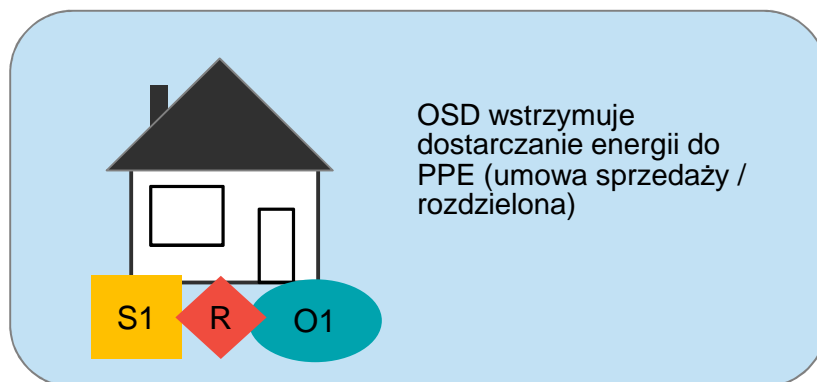 OSD wstrzymuje
dostarczanie energii do
PPE (umowa sprzedaży /
rozdzielona)
S1
R
O1